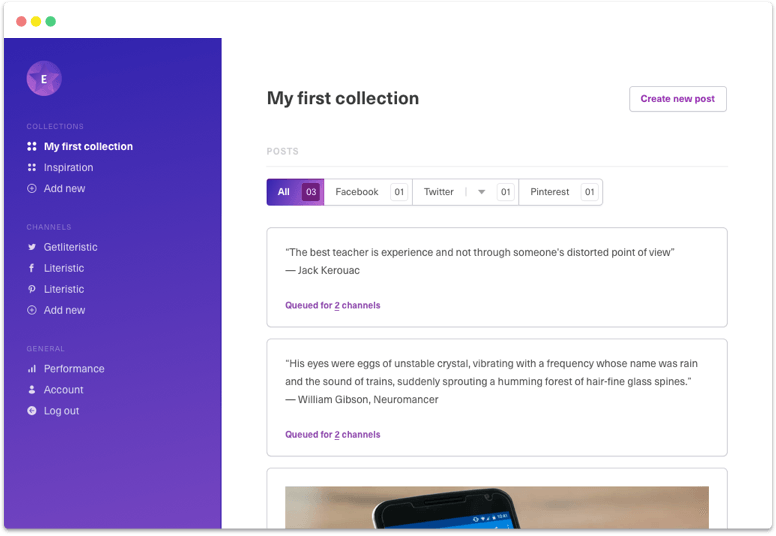 E
COLLECTIONS
My first collection
Inspiration
Add new
CHANNELS
Getliteristic
Literistic
Literistic
Add new
GENERAL
Performance
Account
Log out
My first collection
Create new post
POSTS
All 03 Facebook 01 Twitter 01 Pinterest 01
“The best teacher is experience and not through someone’s distorted point of view”
— Jack Kerouac
Queued for 2 channels
“His eyes were eggs of unstable crystal, vibrating with a frequency whose name was rain
and the sound of trains, suddenly sprouting a humming forest of hair-fine glass spines.”
— William Gibson, Neuromancer
Queued for 2 channels